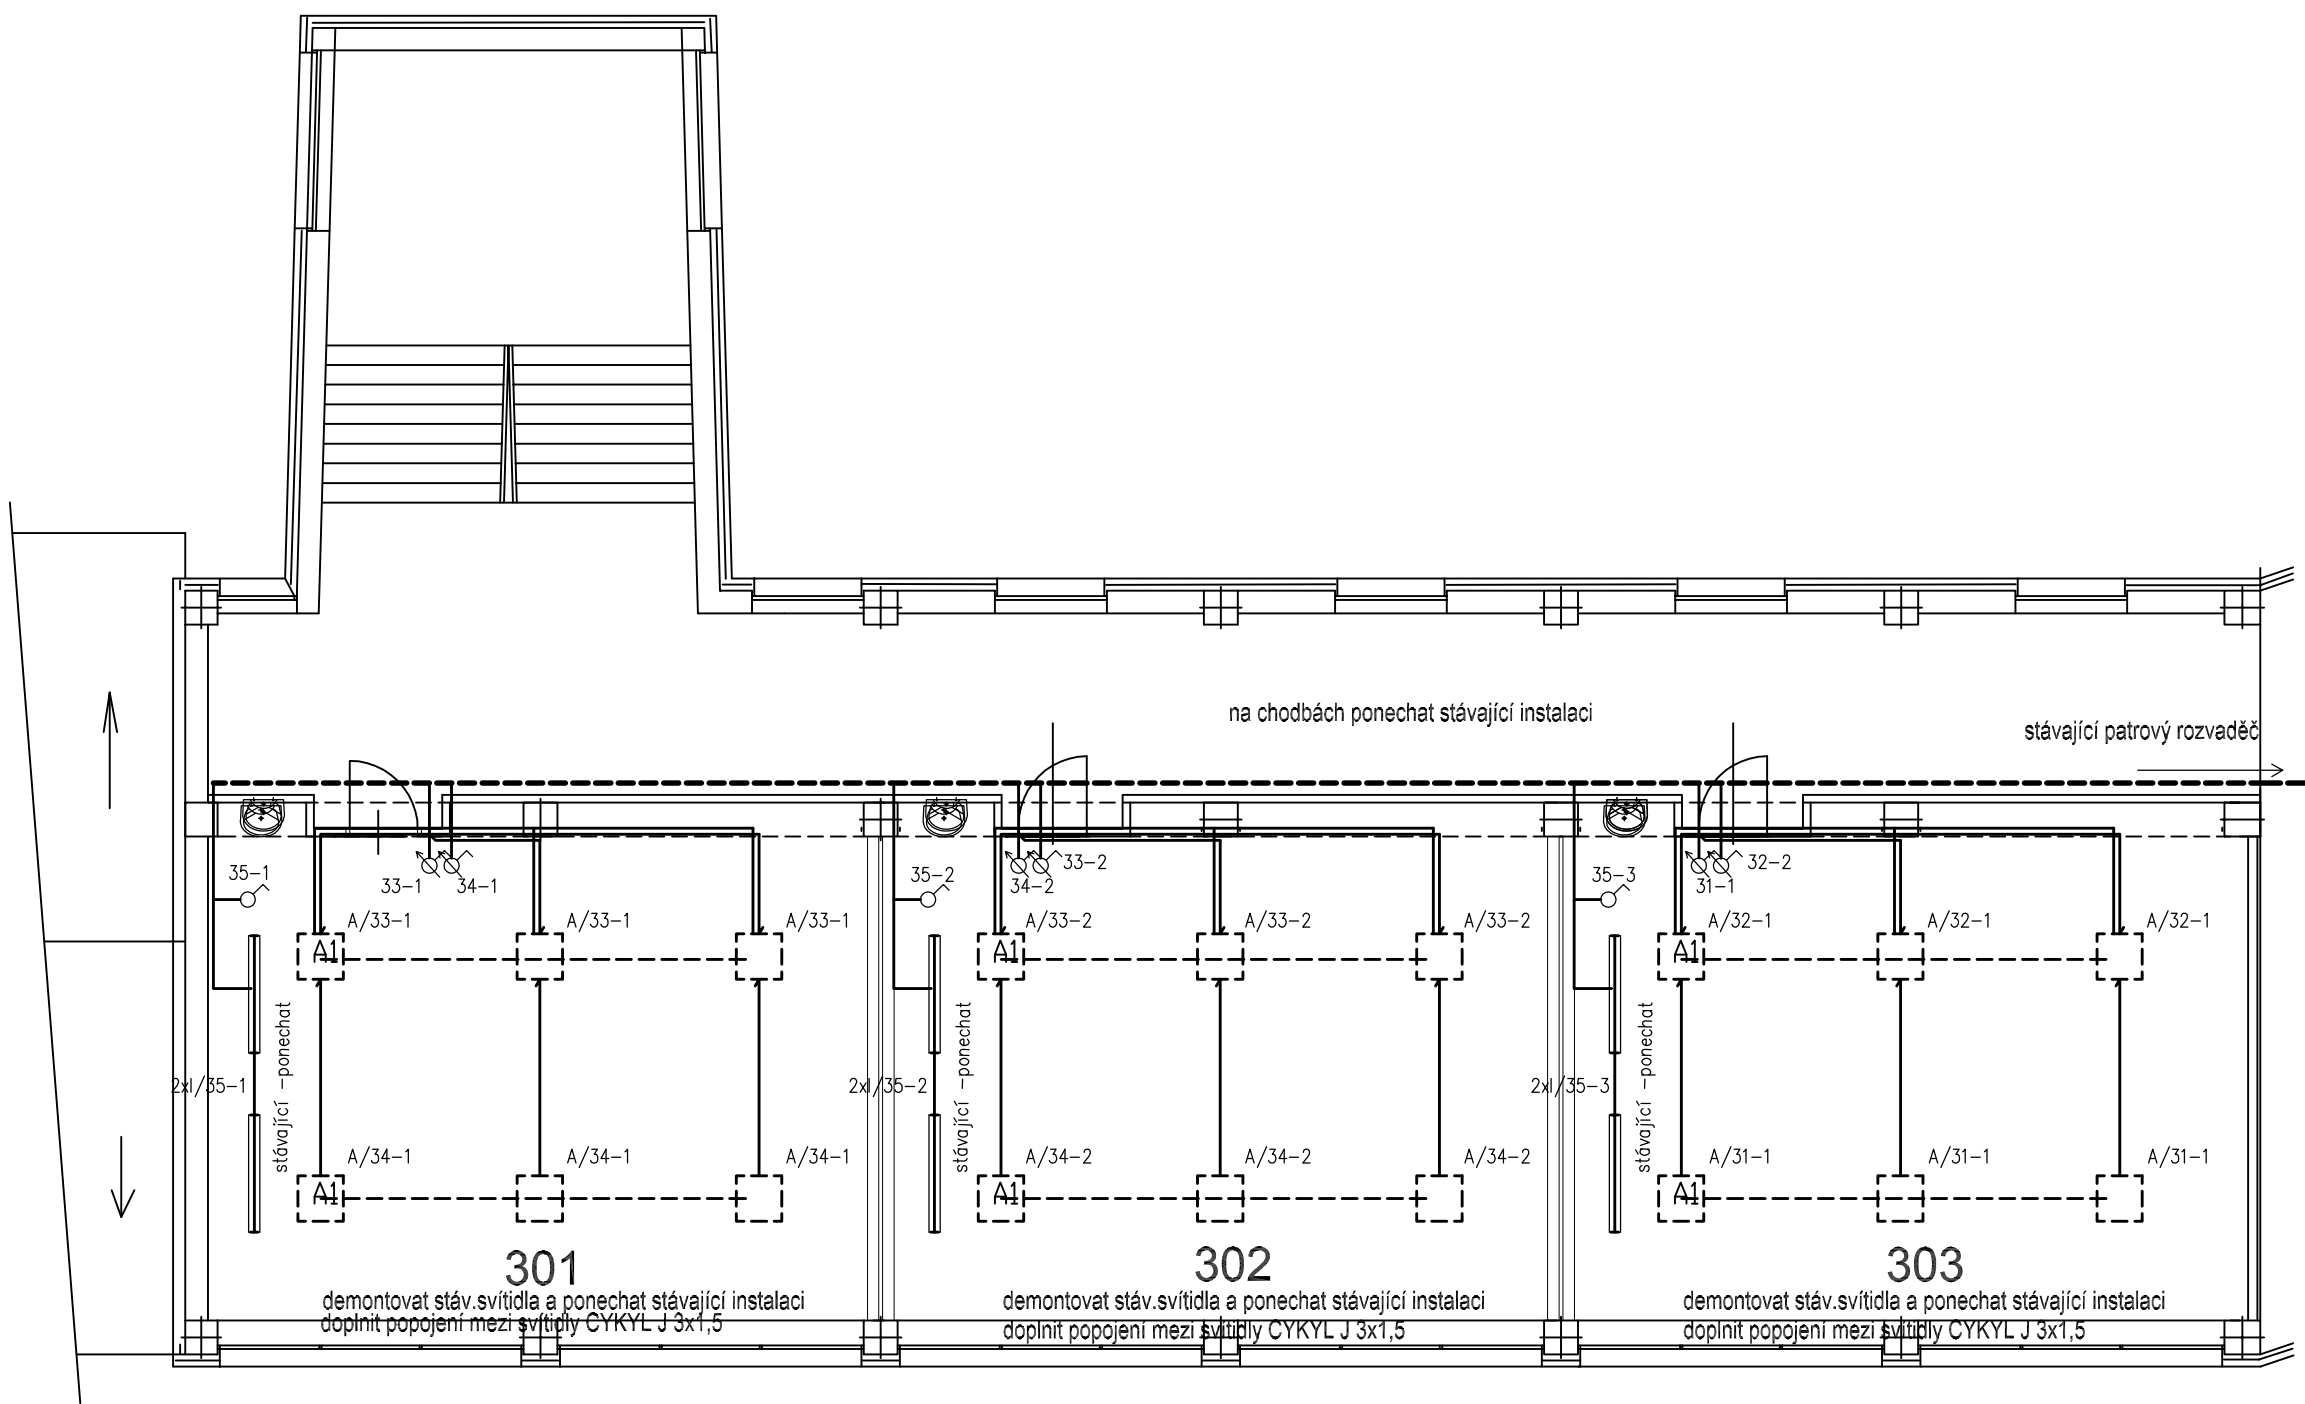 na chodbách ponechat stávající instalaci
stávající patrový rozvaděč
35-1
33-1
34-1
35-2
34-2
33-2
35-3
31-1
32-2
A/33-1
A/33-1
A/33-1
A/33-2
A/33-2
A/33-2
A/32-1
A/32-1
A/32-1
A1
A1
A1
stávající -ponechat
stávající -ponechat
stávající -ponechat
2xI/35-1
2xI/35-2
2xI/35-3
A/34-1
A/34-1
A/34-1
A/34-2
A/34-2
A/34-2
A/31-1
A/31-1
A/31-1
A1
A1
A1
301
302
303
demontovat stáv.svítidla a ponechat stávající instalaci
doplnit popojení mezi svítidly CYKYL J 3x1,5
demontovat stáv.svítidla a ponechat stávající instalaci
doplnit popojení mezi svítidly CYKYL J 3x1,5
demontovat stáv.svítidla a ponechat stávající instalaci
doplnit popojení mezi svítidly CYKYL J 3x1,5